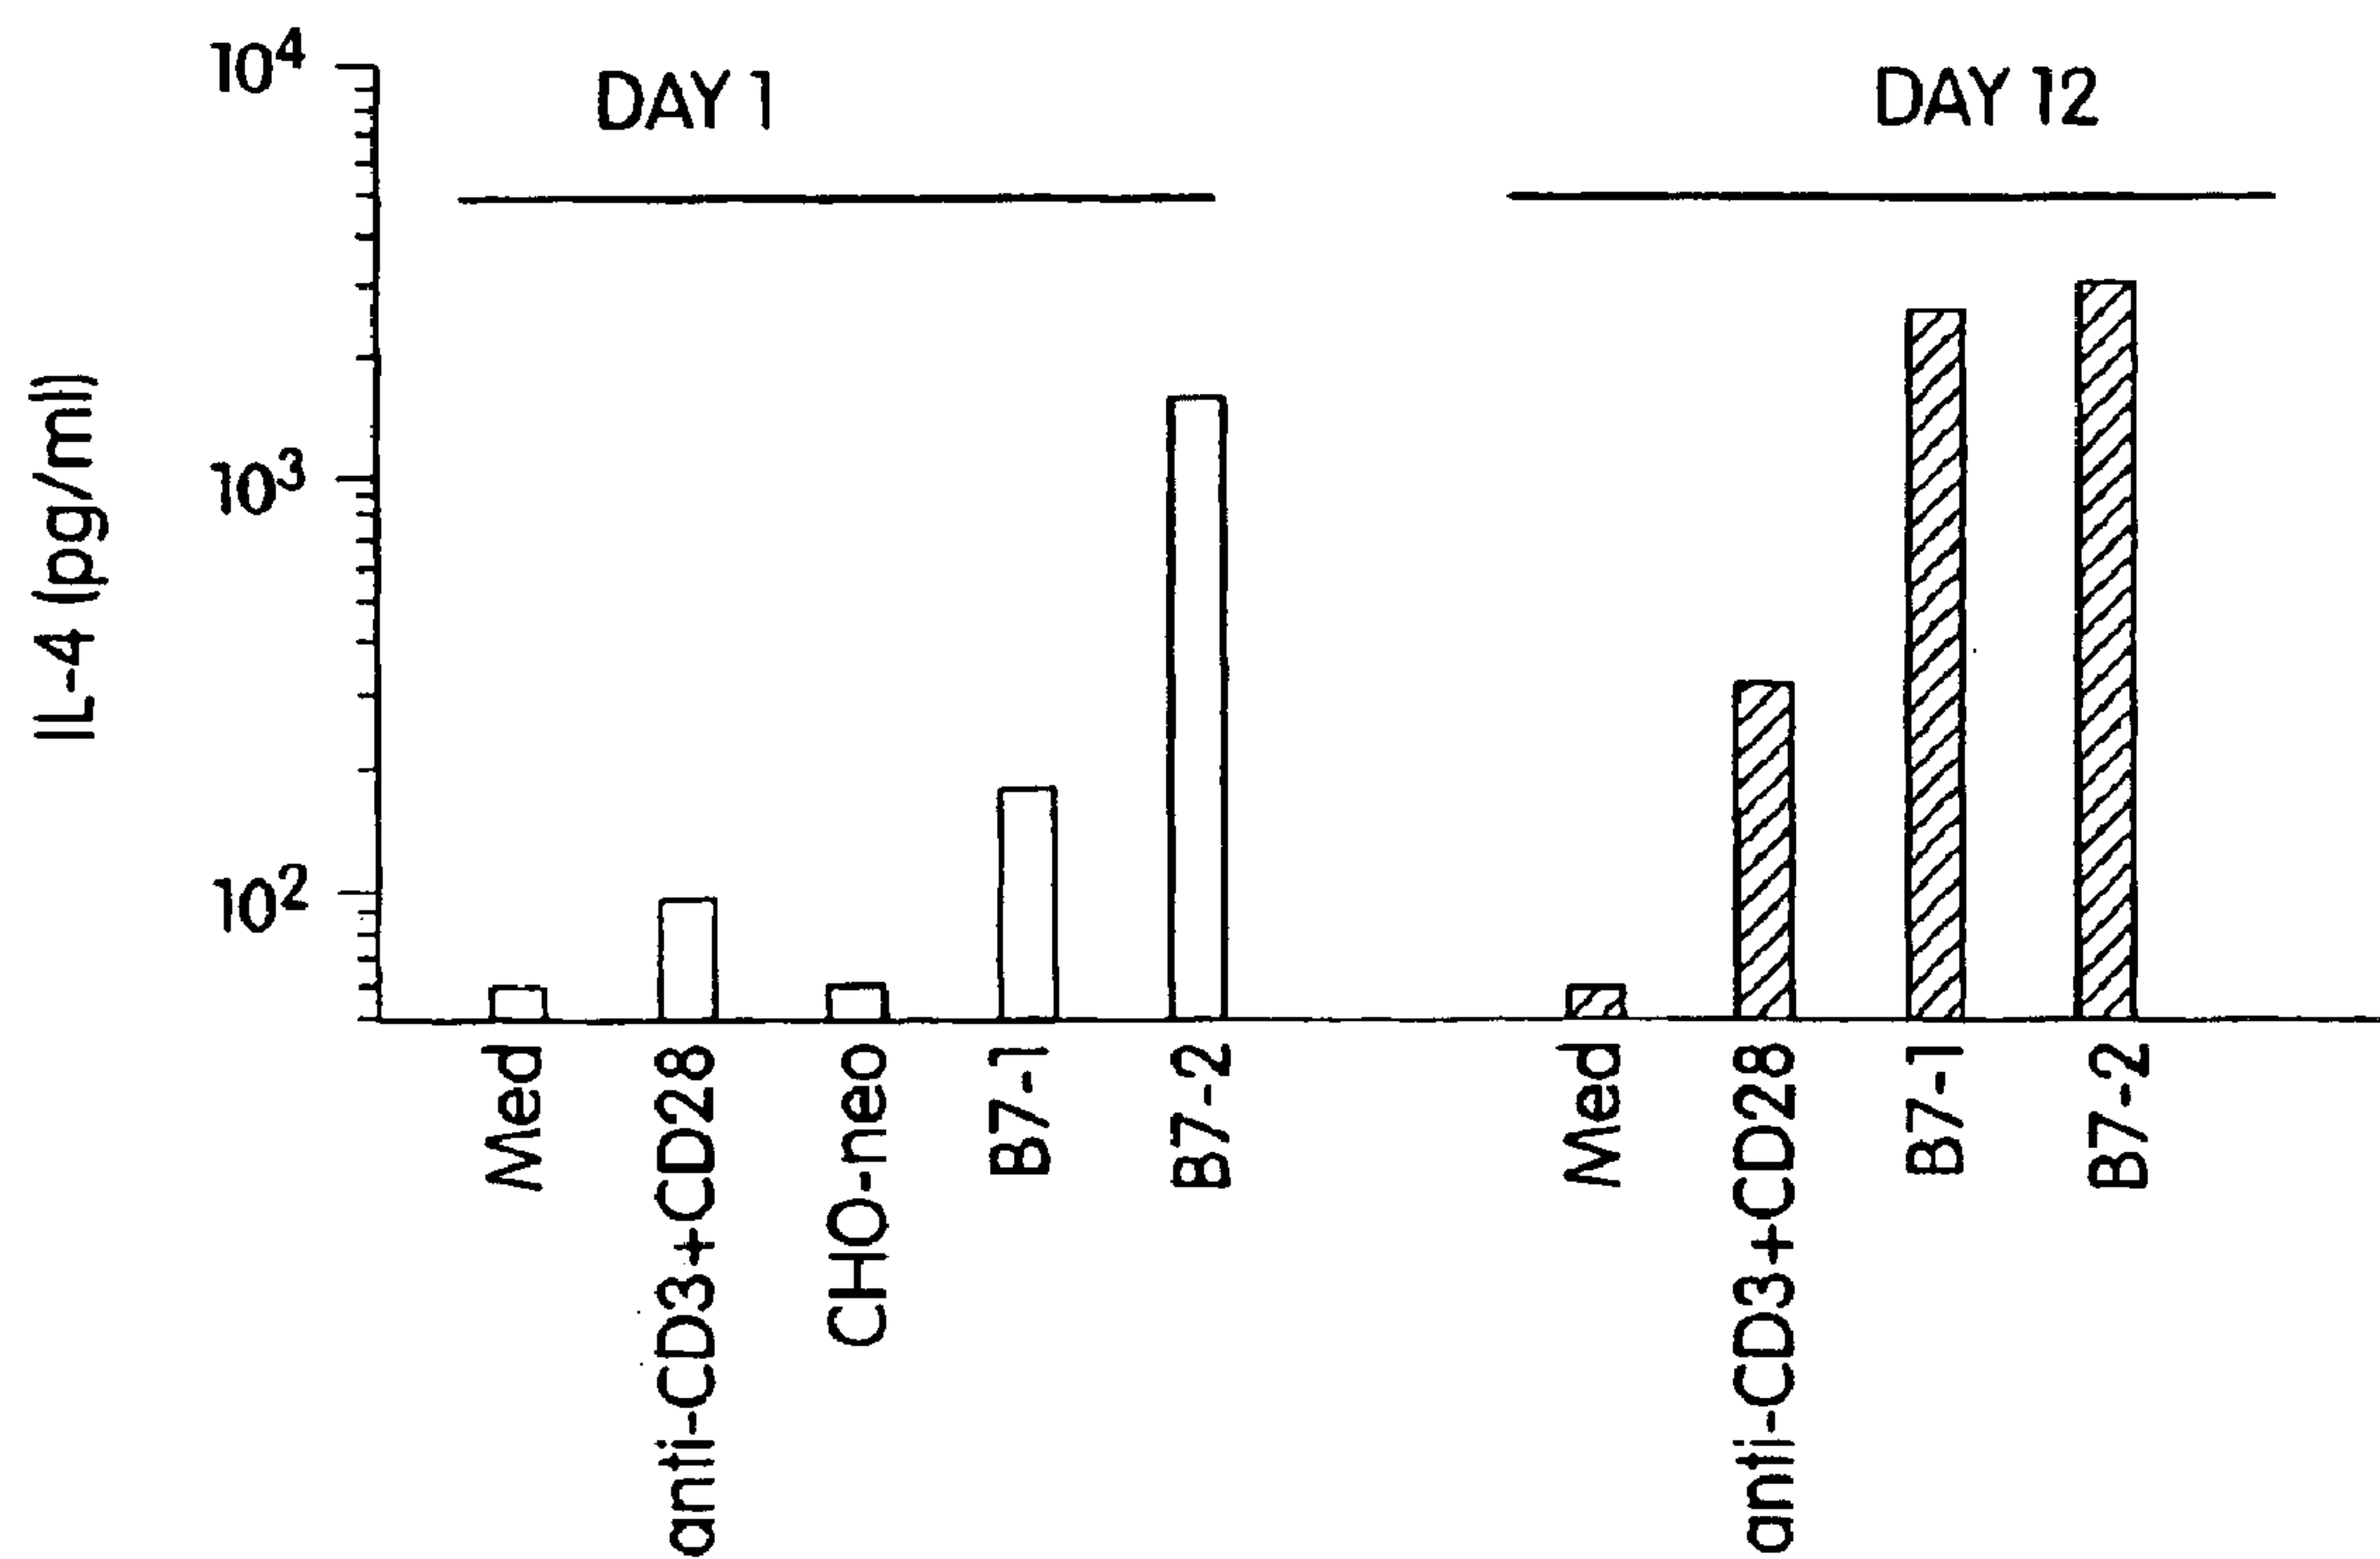 DAY 1
DAY 12
IL-4 (pg/ml)
10⁴
10³
10²
Med
anti-CD3+CD28
CHO-neo
B7-1
B7-2
Med
anti-CD3+CD28
B7-1
B7-2